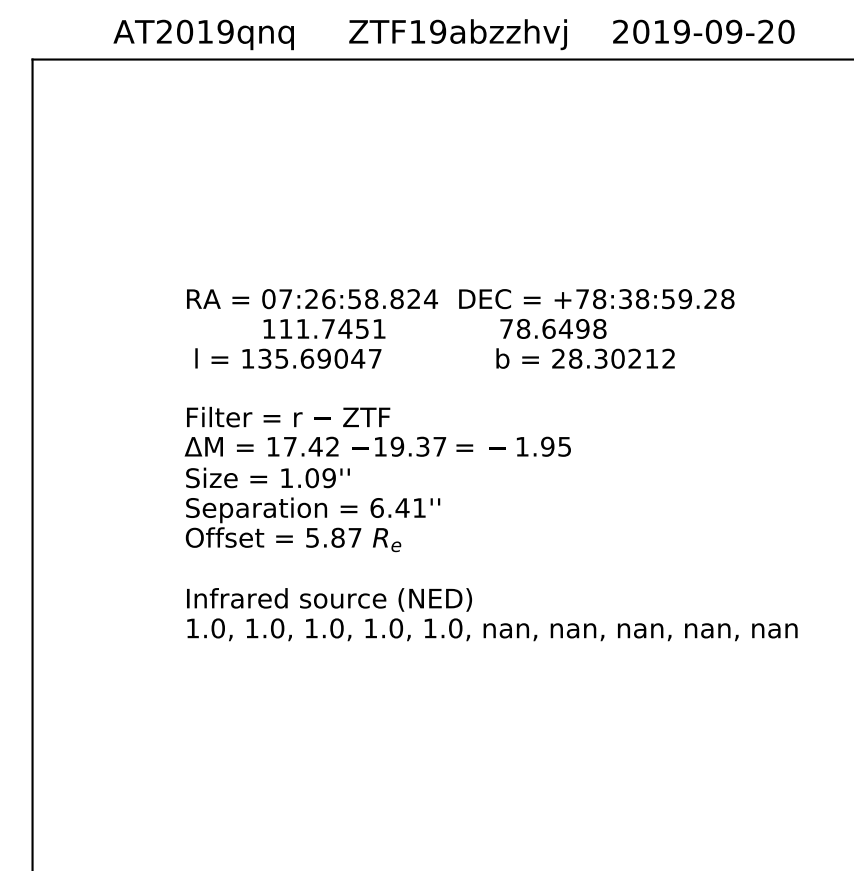 AT2019qnq ZTF19abzzhvj 2019-09-20
RA = 07:26:58.824 DEC = +78:38:59.28
111.7451 78.6498
l = 135.69047 b = 28.30212
Filter = r − ZTF
ΔM = 17.42 −19.37 = − 1.95
Size = 1.09''
Separation = 6.41''
Offset = 5.87 Re
Infrared source (NED)
1.0, 1.0, 1.0, 1.0, 1.0, nan, nan, nan, nan, nan